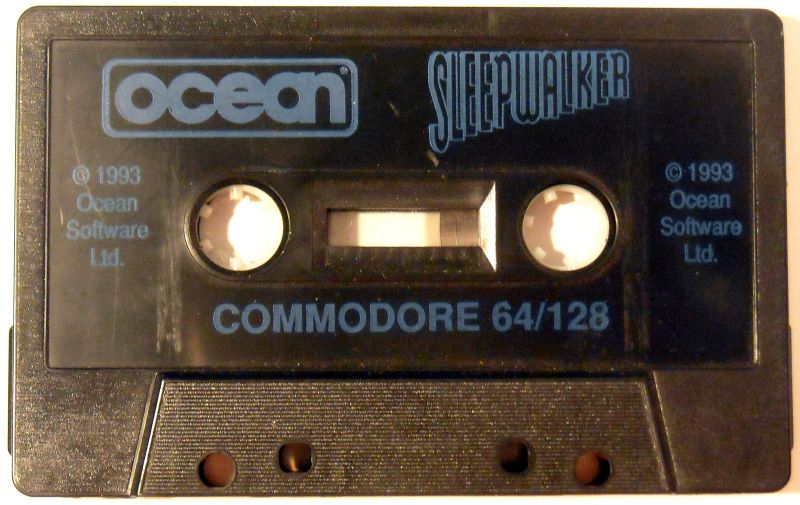 ocean®
SLEEPWALKER
© 1993
Ocean
Software
Ltd.
© 1993
Ocean
Software
Ltd.
COMMODORE 64/128